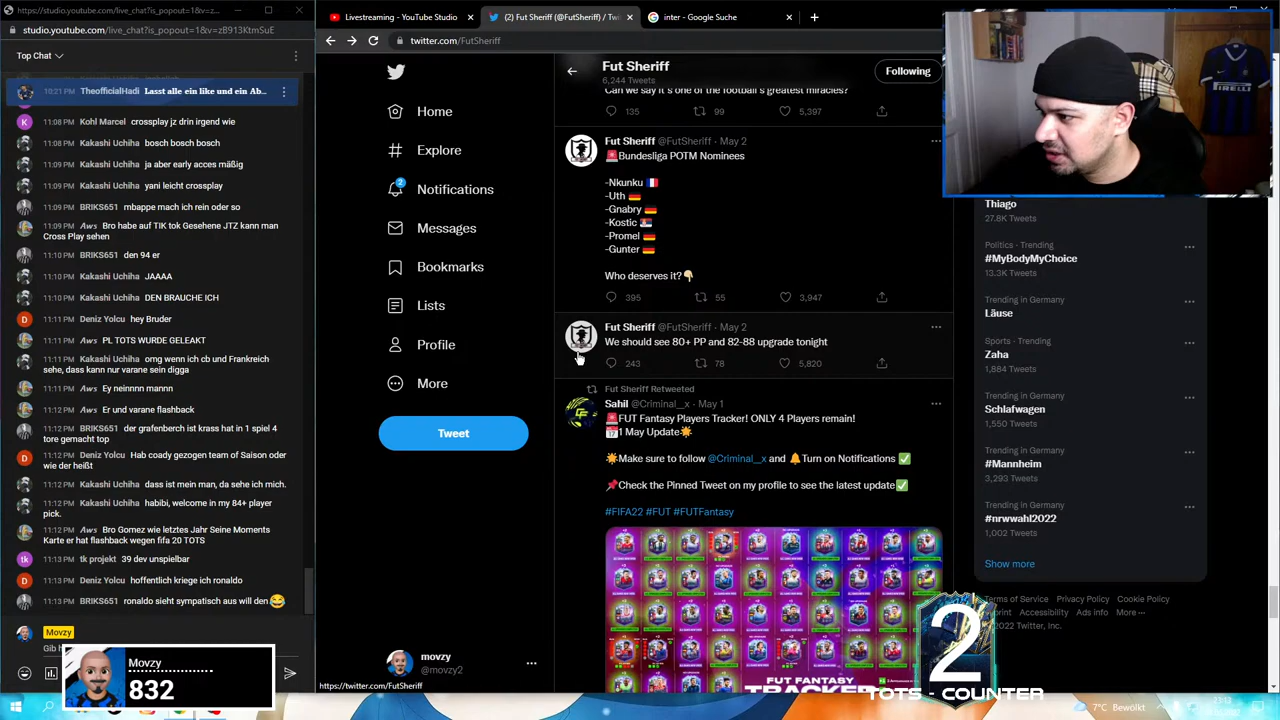 studio.youtube.com/live_chat?is_popout=1&v=z
Livestreaming - YouTube Studio
(2) Fut Sheriff (@FutSheriff) / Twi
inter - Google Suche
studio.youtube.com/live_chat?is_popout=1&v=zB913KtmSuE
twitter.com/FutSheriff
Top Chat
10:21 PM TheofficialHadi Lasst alle ein like und ein Ab...
11:08 PM Kohl Marcel crossplay jz drin irgend wie
11:08 PM Kakashi Uchiha bosch bosch bosch
11:09 PM Kakashi Uchiha ja aber early acces mäßig
11:09 PM Kakashi Uchiha yani leicht crossplay
11:09 PM BRIKS651 mbappe mach ich rein oder so
11:09 PM Aws Bro habe auf TIK tok Gesehene JTZ kann man
Cross Play sehen
11:10 PM BRIKS651 den 94 er
11:10 PM Kakashi Uchiha JAAAA
11:10 PM Kakashi Uchiha DEN BRAUCHE ICH
11:11 PM Deniz Yolcu hey Bruder
11:11 PM Aws PL TOTS WURDE GELEAKT
11:11 PM Kakashi Uchiha omg wenn ich cb und Frankreich
sehe, dass kann nur varane sein digga
11:11 PM Aws Ey neinnnn mannn
11:11 PM Aws Er und varane flashback
11:11 PM BRIKS651 der grafenberch ist krass hat in 1 spiel 4
tore gemacht top
11:12 PM Deniz Yolcu Hab coady gezogen team of Saison oder
wie der heißt
11:12 PM Kakashi Uchiha dass ist mein man, da sehe ich mich.
11:12 PM Kakashi Uchiha habibi, welcome in my 84+ player
pick.
11:12 PM Aws Bro Gomez wie letztes Jahr Seine Moments
Karte er hat flashback wegen fifa 20 TOTS
11:13 PM tk projekt 39 dev unspielbar
11:13 PM Deniz Yolcu hoffentlich kriege ich ronaldo
11:13 PM BRIKS651 ronaldo sieht sympatisch aus will den😂
Movzy
Gib H
Movzy
832
Home
Explore
2
Notifications
Messages
Bookmarks
Lists
Profile
More
Tweet
movzy
@movzy2
https://twitter.com/FutSheriff
Fut Sheriff
6,244 Tweets
Following
Can we say it's one of the football's greatest miracles?
135 99 5,397
Fut Sheriff @FutSheriff · May 2
🚨Bundesliga POTM Nominees
-Nkunku 🇫🇷
-Uth 🇩🇪
-Gnabry 🇩🇪
-Kostic 🇷🇸
-Promel 🇩🇪
-Gunter 🇩🇪
Who deserves it?👇🏼
395 55 3,947
Fut Sheriff @FutSheriff · May 2
We should see 80+ PP and 82-88 upgrade tonight
243 78 5,820
Fut Sheriff Retweeted
Sahil @Criminal__x · May 1
🚨FUT Fantasy Players Tracker! ONLY 4 Players remain!
📅1 May Update🌟
🌟Make sure to follow @Criminal__x and 🔔Turn on Notifications ✅
📌Check the Pinned Tweet on my profile to see the latest update✅
#FIFA22 #FUT #FUTFantasy
FUT FANTASY
TRACKER
PIRELLI
Thiago
27.8K Tweets
Politics · Trending
#MyBodyMyChoice
13.3K Tweets
Trending in Germany
Läuse
Sports · Trending
Zaha
1,884 Tweets
Trending in Germany
Schlafwagen
1,550 Tweets
Trending in Germany
#Mannheim
3,293 Tweets
Trending in Germany
#nrwwahl2022
1,002 Tweets
Show more
Terms of Service Privacy Policy Cookie Policy
Imprint Accessibility Ads info More ···
© 2022 Twitter, Inc.
2
TOTS - COUNTER
7°C Bewölkt